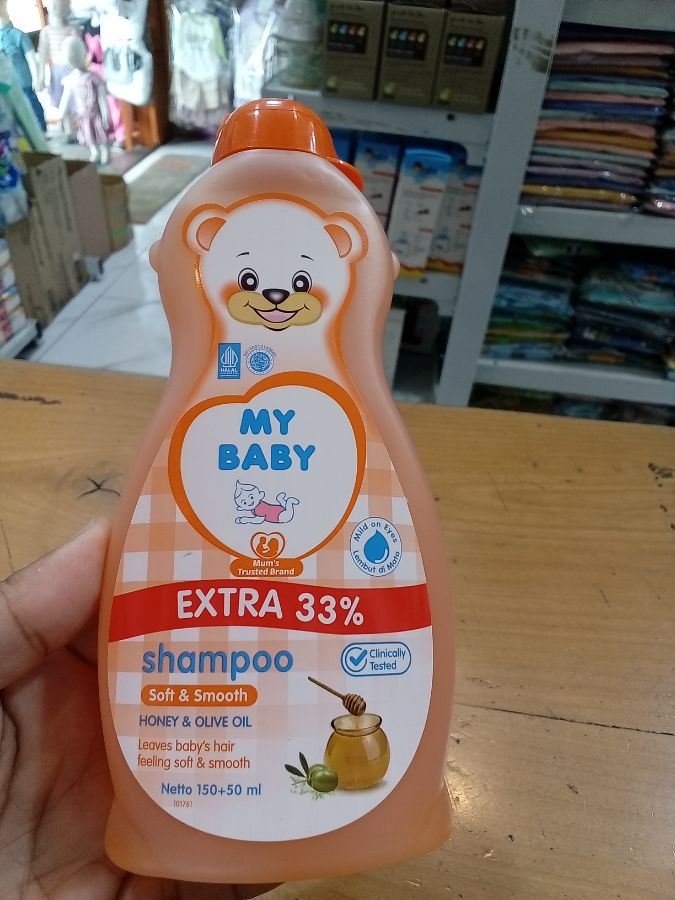 HALAL
MY
BABY
Mild on Eyes
Lembut di Mata
Mum's
Trusted Brand
EXTRA 33%
shampoo
Clinically
Tested
Soft & Smooth
HONEY & OLIVE OIL
Leaves baby's hair
feeling soft & smooth
Netto 150+50 ml
101761